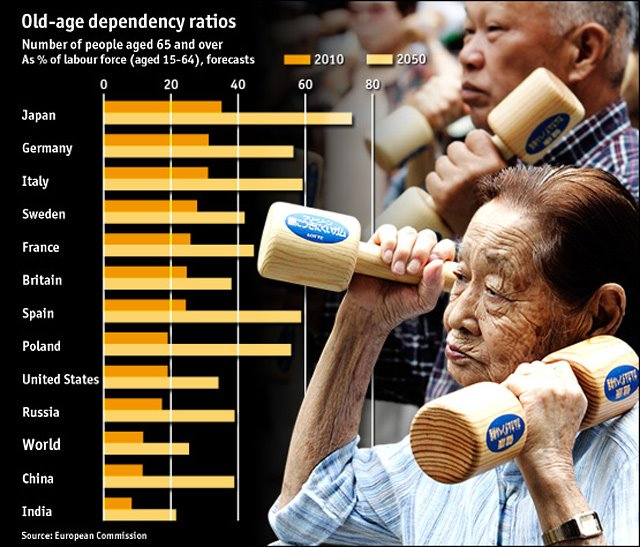 Old-age dependency ratios
Number of people aged 65 and over
As % of labour force (aged 15-64), forecasts
2010
2050
0 20 40 60 80
Japan
Germany
Italy
Sweden
France
Britain
Spain
Poland
United States
Russia
World
China
India
Source: European Commission